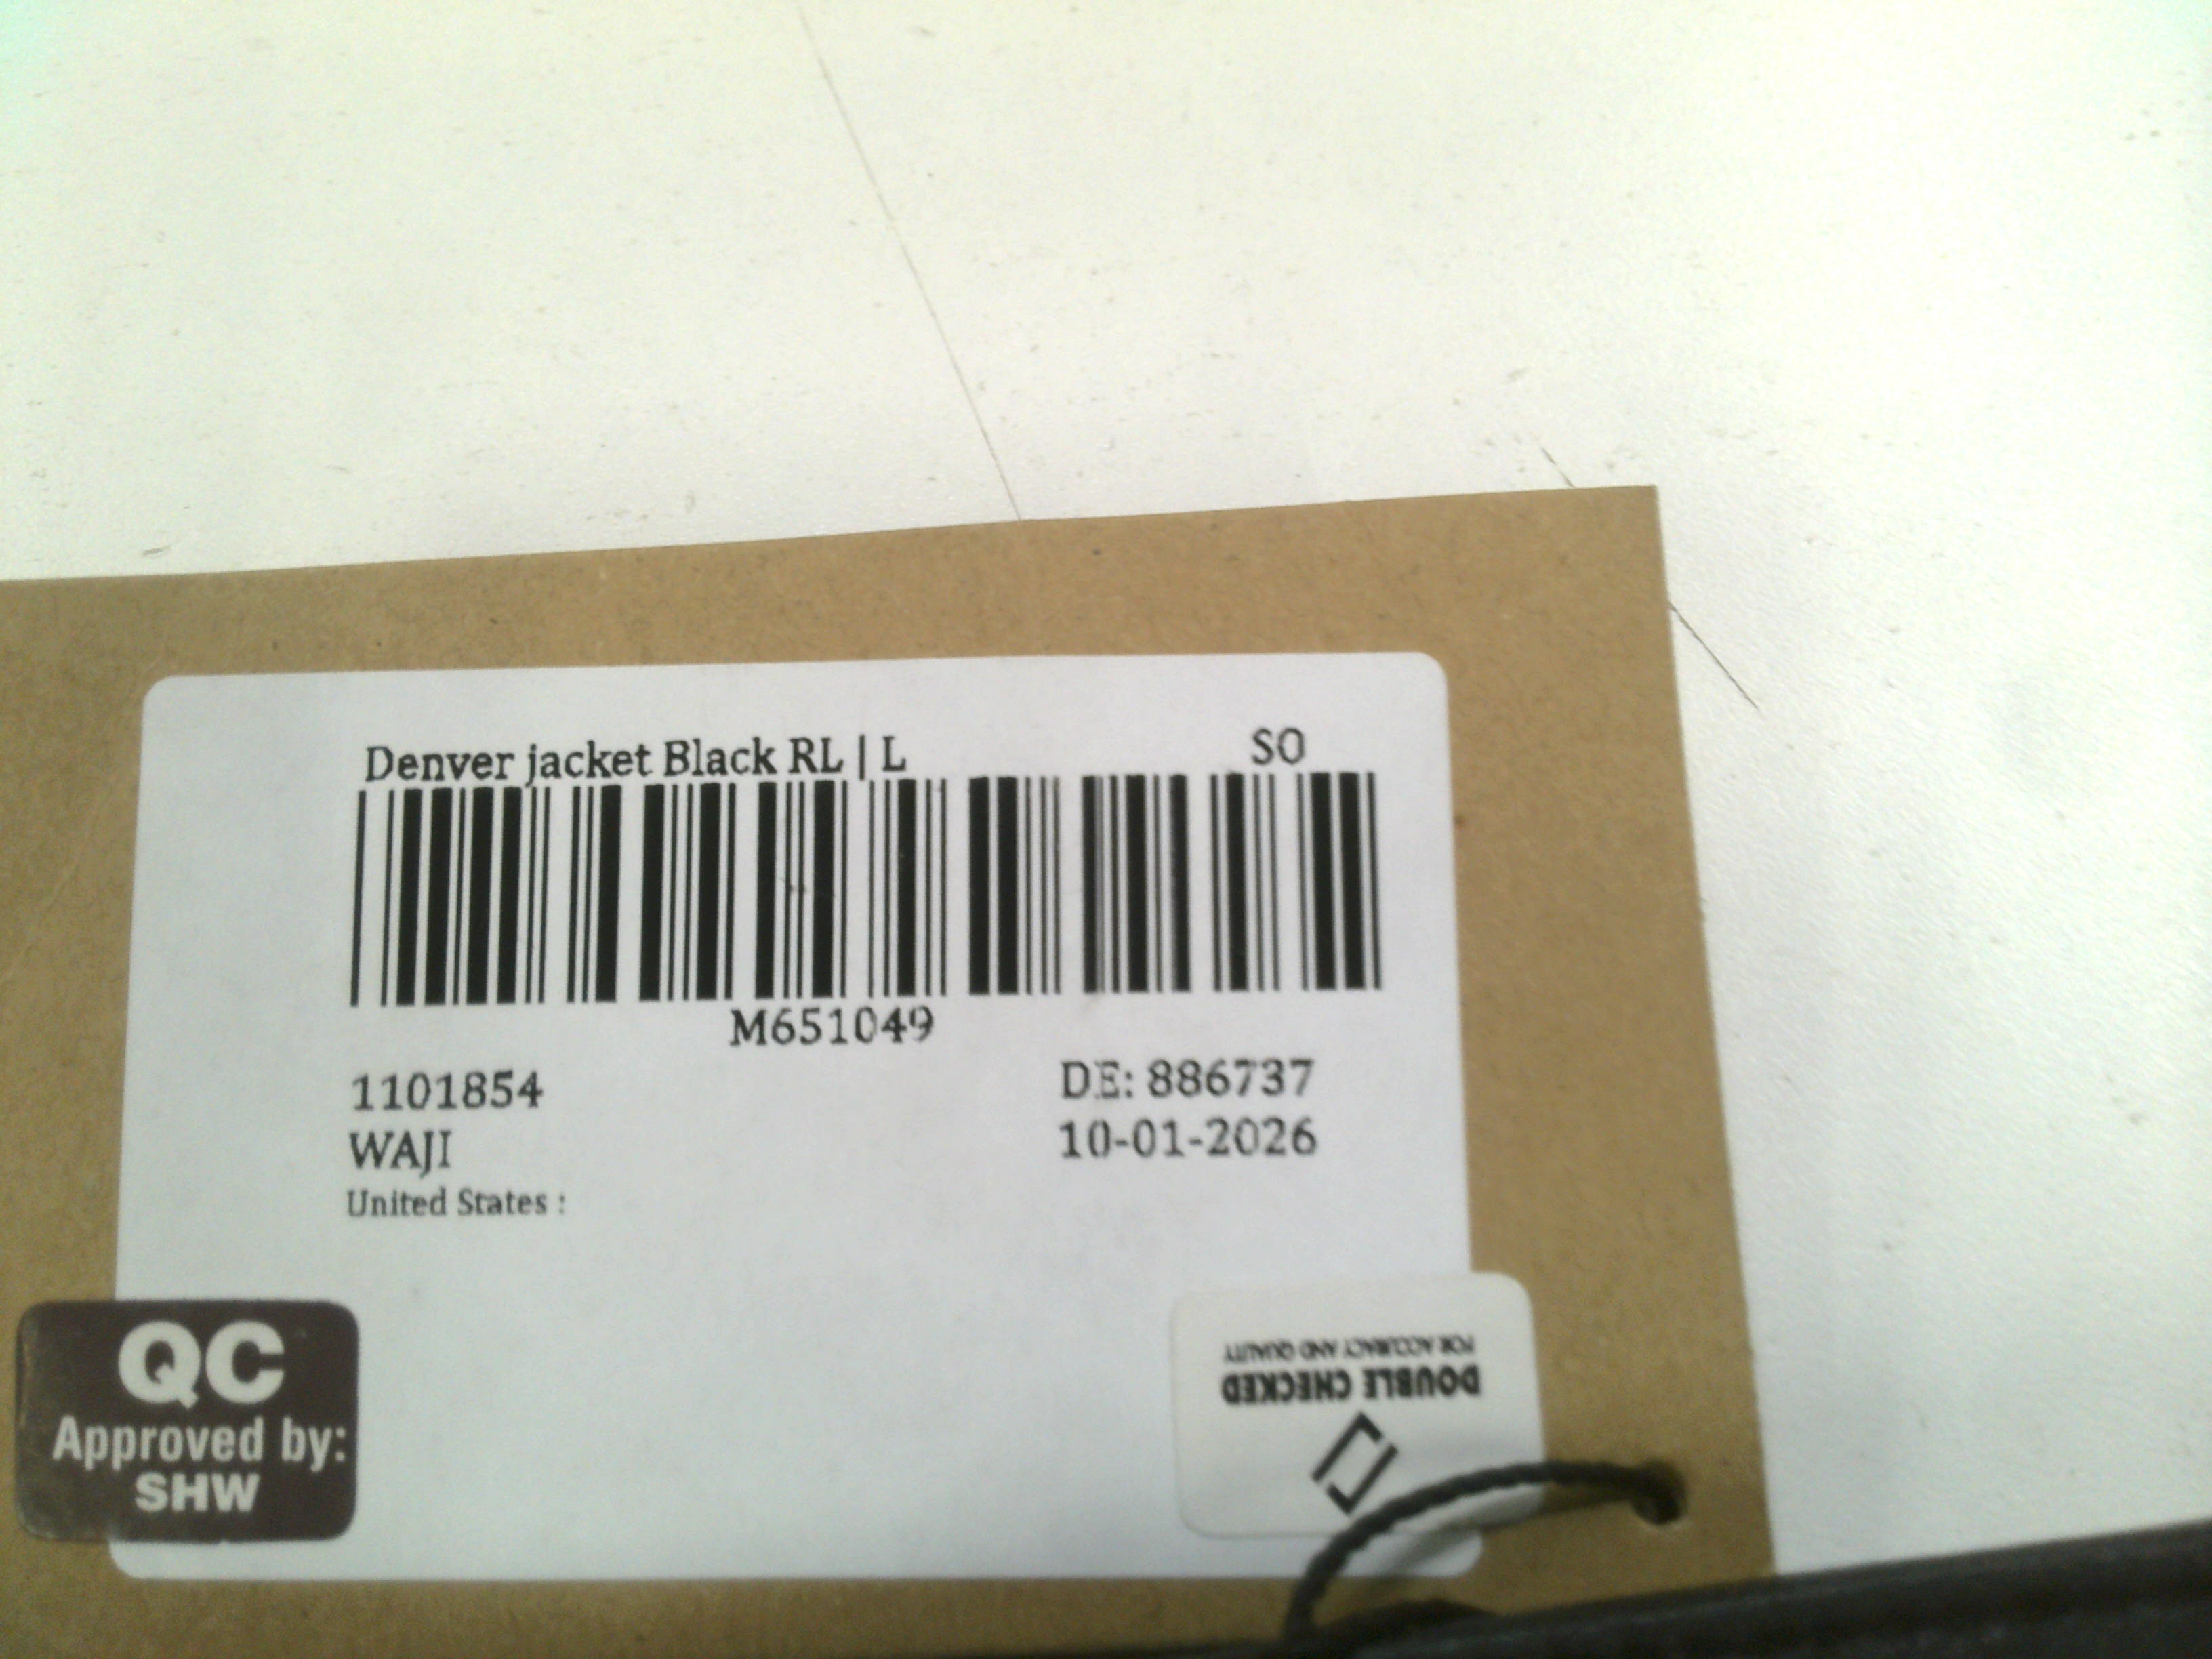 Denver jacket Black RL | L
SO
M651049
1101854
DE: 886737
WAJI
10-01-2026
United States :
QC
Approved by:
SHW
DOUBLE CHECKED
FOR ACCURACY AND QUALITY